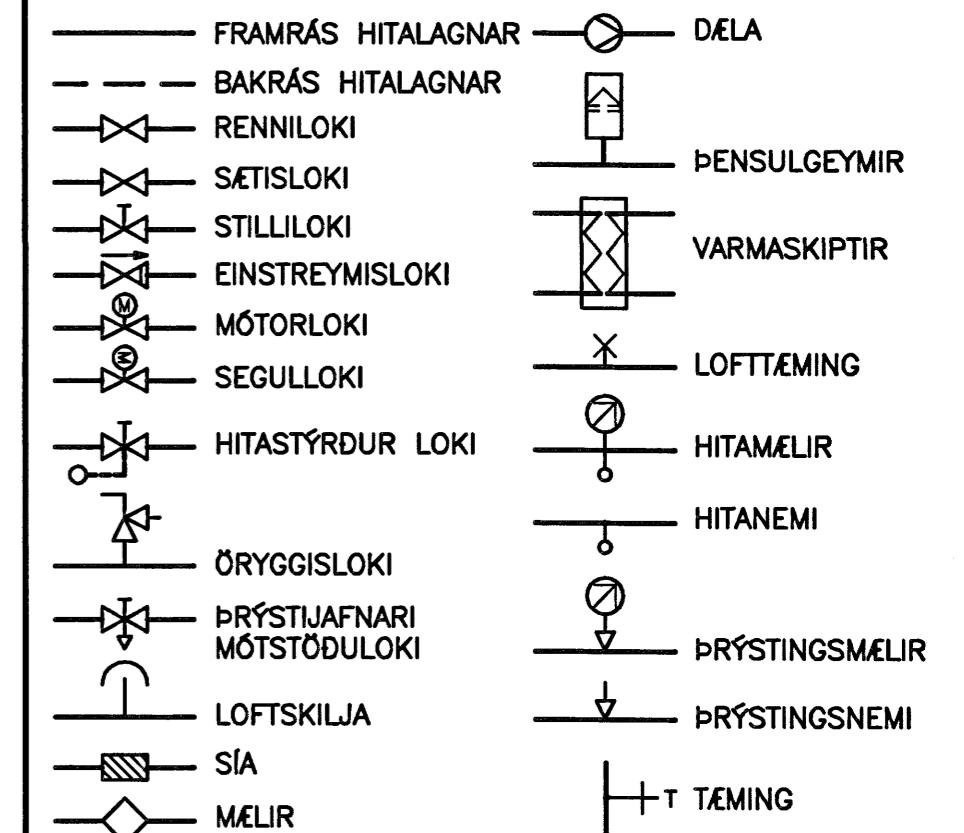 FRAMRÁS HITALAGNAR
BAKRÁS HITALAGNAR
RENNILOKI
SÆTISLOKI
STILLILOKI
EINSTREYMISLOKI
M
MÓTORLOKI
M
SEGULLOKI
HITASTÝRÐUR LOKI
ÖRYGGISLOKI
ÞRÝSTIJAFNARI
MÓTSTÖÐULOKI
LOFTSKILJA
SÍA
MÆLIR
DÆLA
ÞENSULGEYMIR
VARMASKIPTIR
LOFTTÆMING
HITAMÆLIR
HITANEMI
ÞRÝSTINGSMÆLIR
ÞRÝSTINGSNEMI
T TÆMING